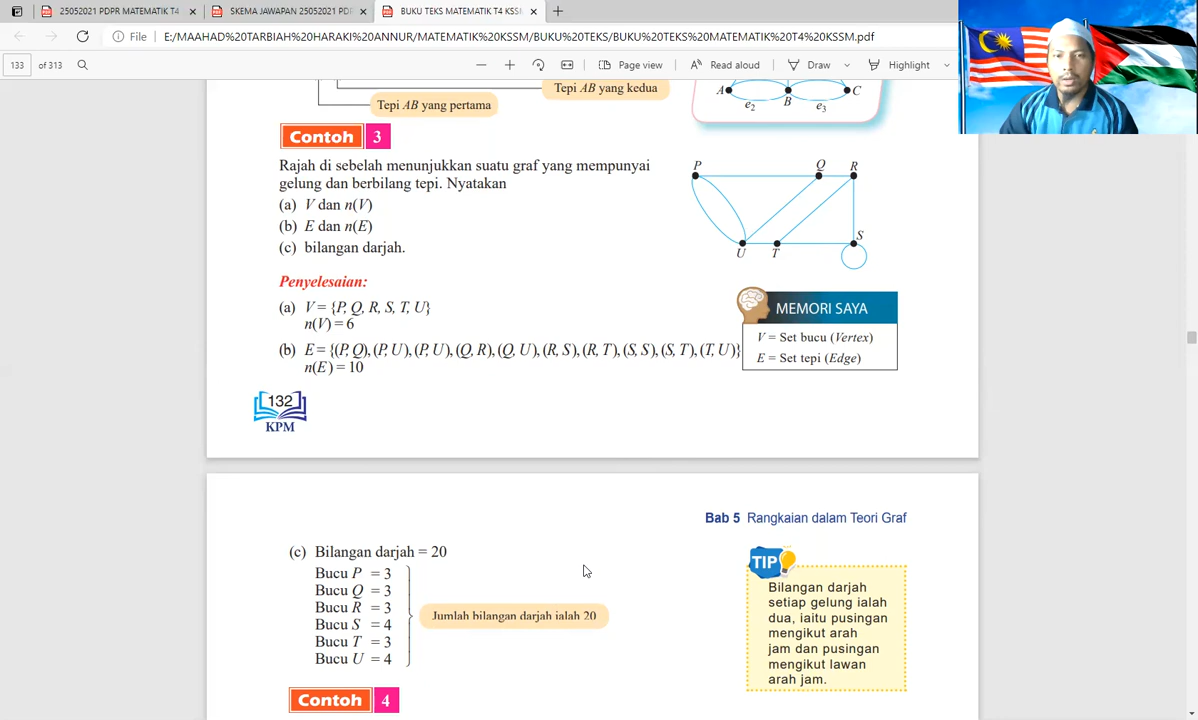 25052021 PDPR MATEMATIK T4
SKEMA JAWAPAN 25052021 PDP
BUKU TEKS MATEMATIK T4 KSSM
File
E:/MAAHAD%20TARBIAH%20HARAKI%20ANNUR/MATEMATIK%20KSSM/BUKU%20TEKS/BUKU%20TEKS%20MATEMATIK%20T4%20KSSM.pdf
133 of 313
Page view
Read aloud
Draw
Highlight
Tepi AB yang kedua
Tepi AB yang pertama
A
B
C
e2
e3
Contoh 3
Rajah di sebelah menunjukkan suatu graf yang mempunyai
gelung dan berbilang tepi. Nyatakan
(a) V dan n(V)
(b) E dan n(E)
(c) bilangan darjah.
P
Q
R
U
T
S
Penyelesaian:
(a) V = {P, Q, R, S, T, U}
n(V) = 6
(b) E = {(P, Q), (P, U), (P, U), (Q, R), (Q, U), (R, S), (R, T), (S, S), (S, T), (T, U)}
n(E) = 10
MEMORI SAYA
V = Set bucu (Vertex)
E = Set tepi (Edge)
132
KPM
Bab 5 Rangkaian dalam Teori Graf
(c) Bilangan darjah = 20
Bucu P = 3
Bucu Q = 3
Bucu R = 3
Bucu S = 4
Bucu T = 3
Bucu U = 4
Jumlah bilangan darjah ialah 20
TIP
Bilangan darjah
setiap gelung ialah
dua, iaitu pusingan
mengikut arah
jam dan pusingan
mengikut lawan
arah jam.
Contoh 4